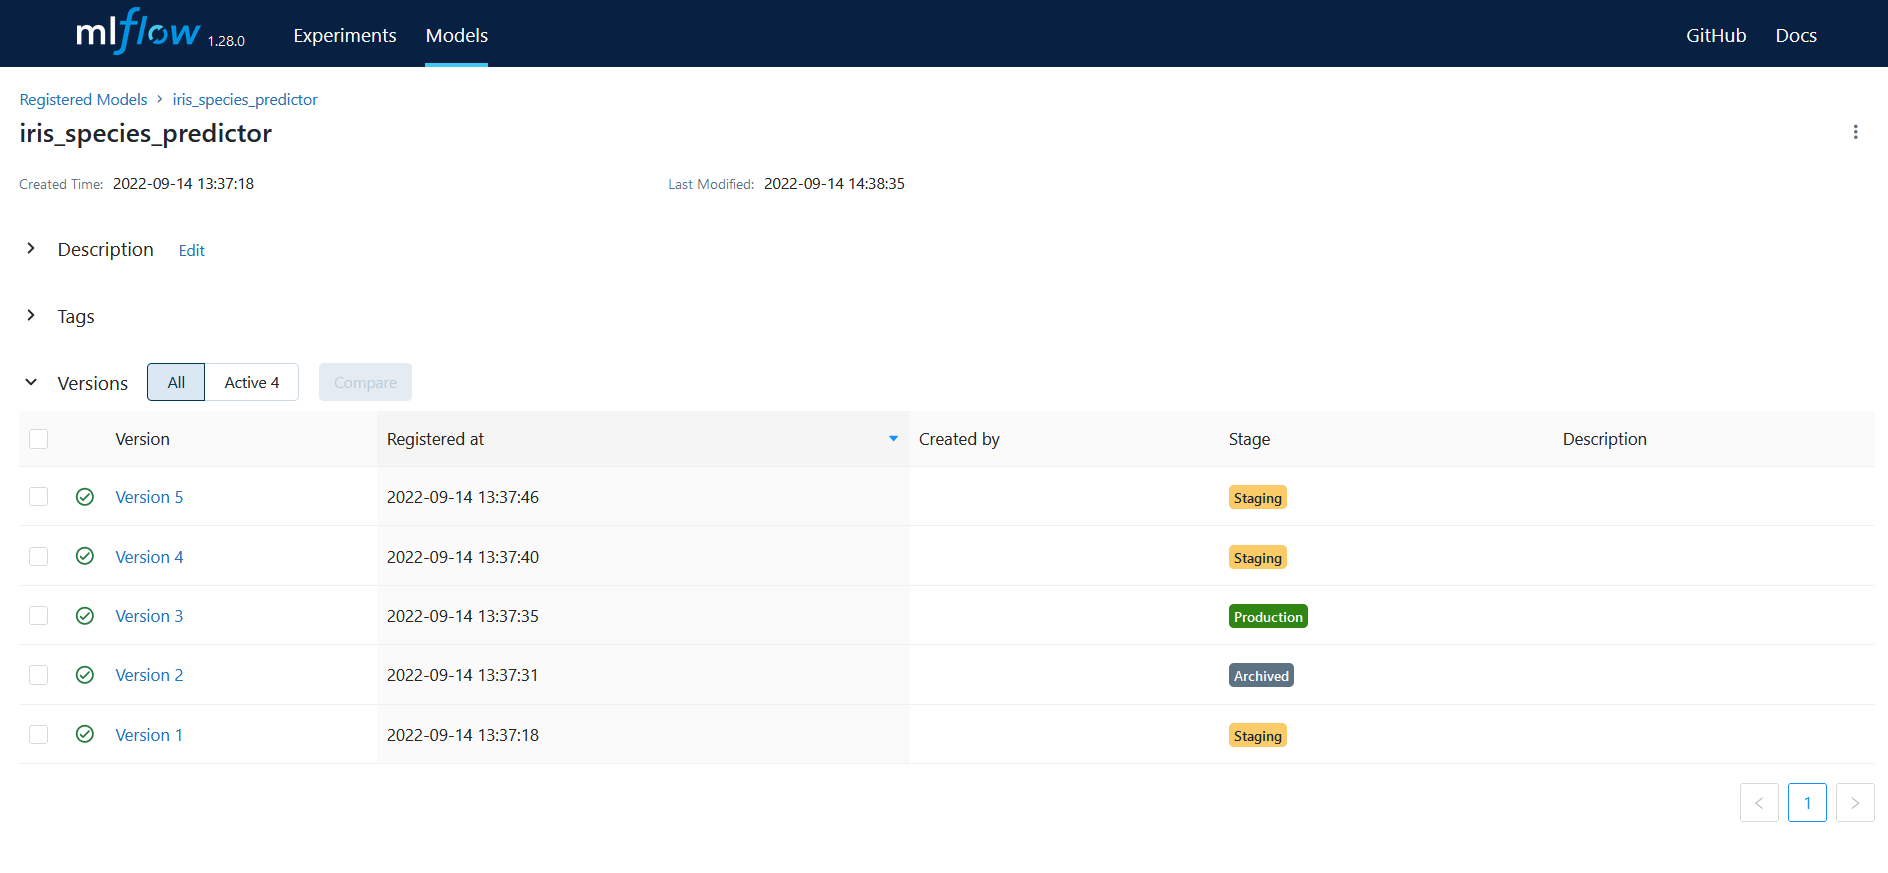 mlflow 1.28.0 Experiments Models GitHub Docs
Registered Models > iris_species_predictor
iris_species_predictor
Created Time: 2022-09-14 13:37:18 Last Modified: 2022-09-14 14:38:35
Description Edit
Tags
Versions All Active 4 Compare
Version Registered at Created by Stage Description
Version 5 2022-09-14 13:37:46 Staging
Version 4 2022-09-14 13:37:40 Staging
Version 3 2022-09-14 13:37:35 Production
Version 2 2022-09-14 13:37:31 Archived
Version 1 2022-09-14 13:37:18 Staging
< 1 >